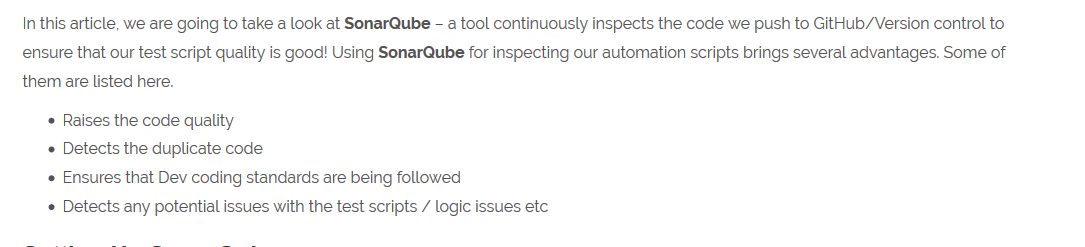 In this article, we are going to take a look at SonarQube – a tool continuously inspects the code we push to GitHub/Version control to
ensure that our test script quality is good! Using SonarQube for inspecting our automation scripts brings several advantages. Some of
them are listed here.
• Raises the code quality
• Detects the duplicate code
• Ensures that Dev coding standards are being followed
• Detects any potential issues with the test scripts / logic issues etc